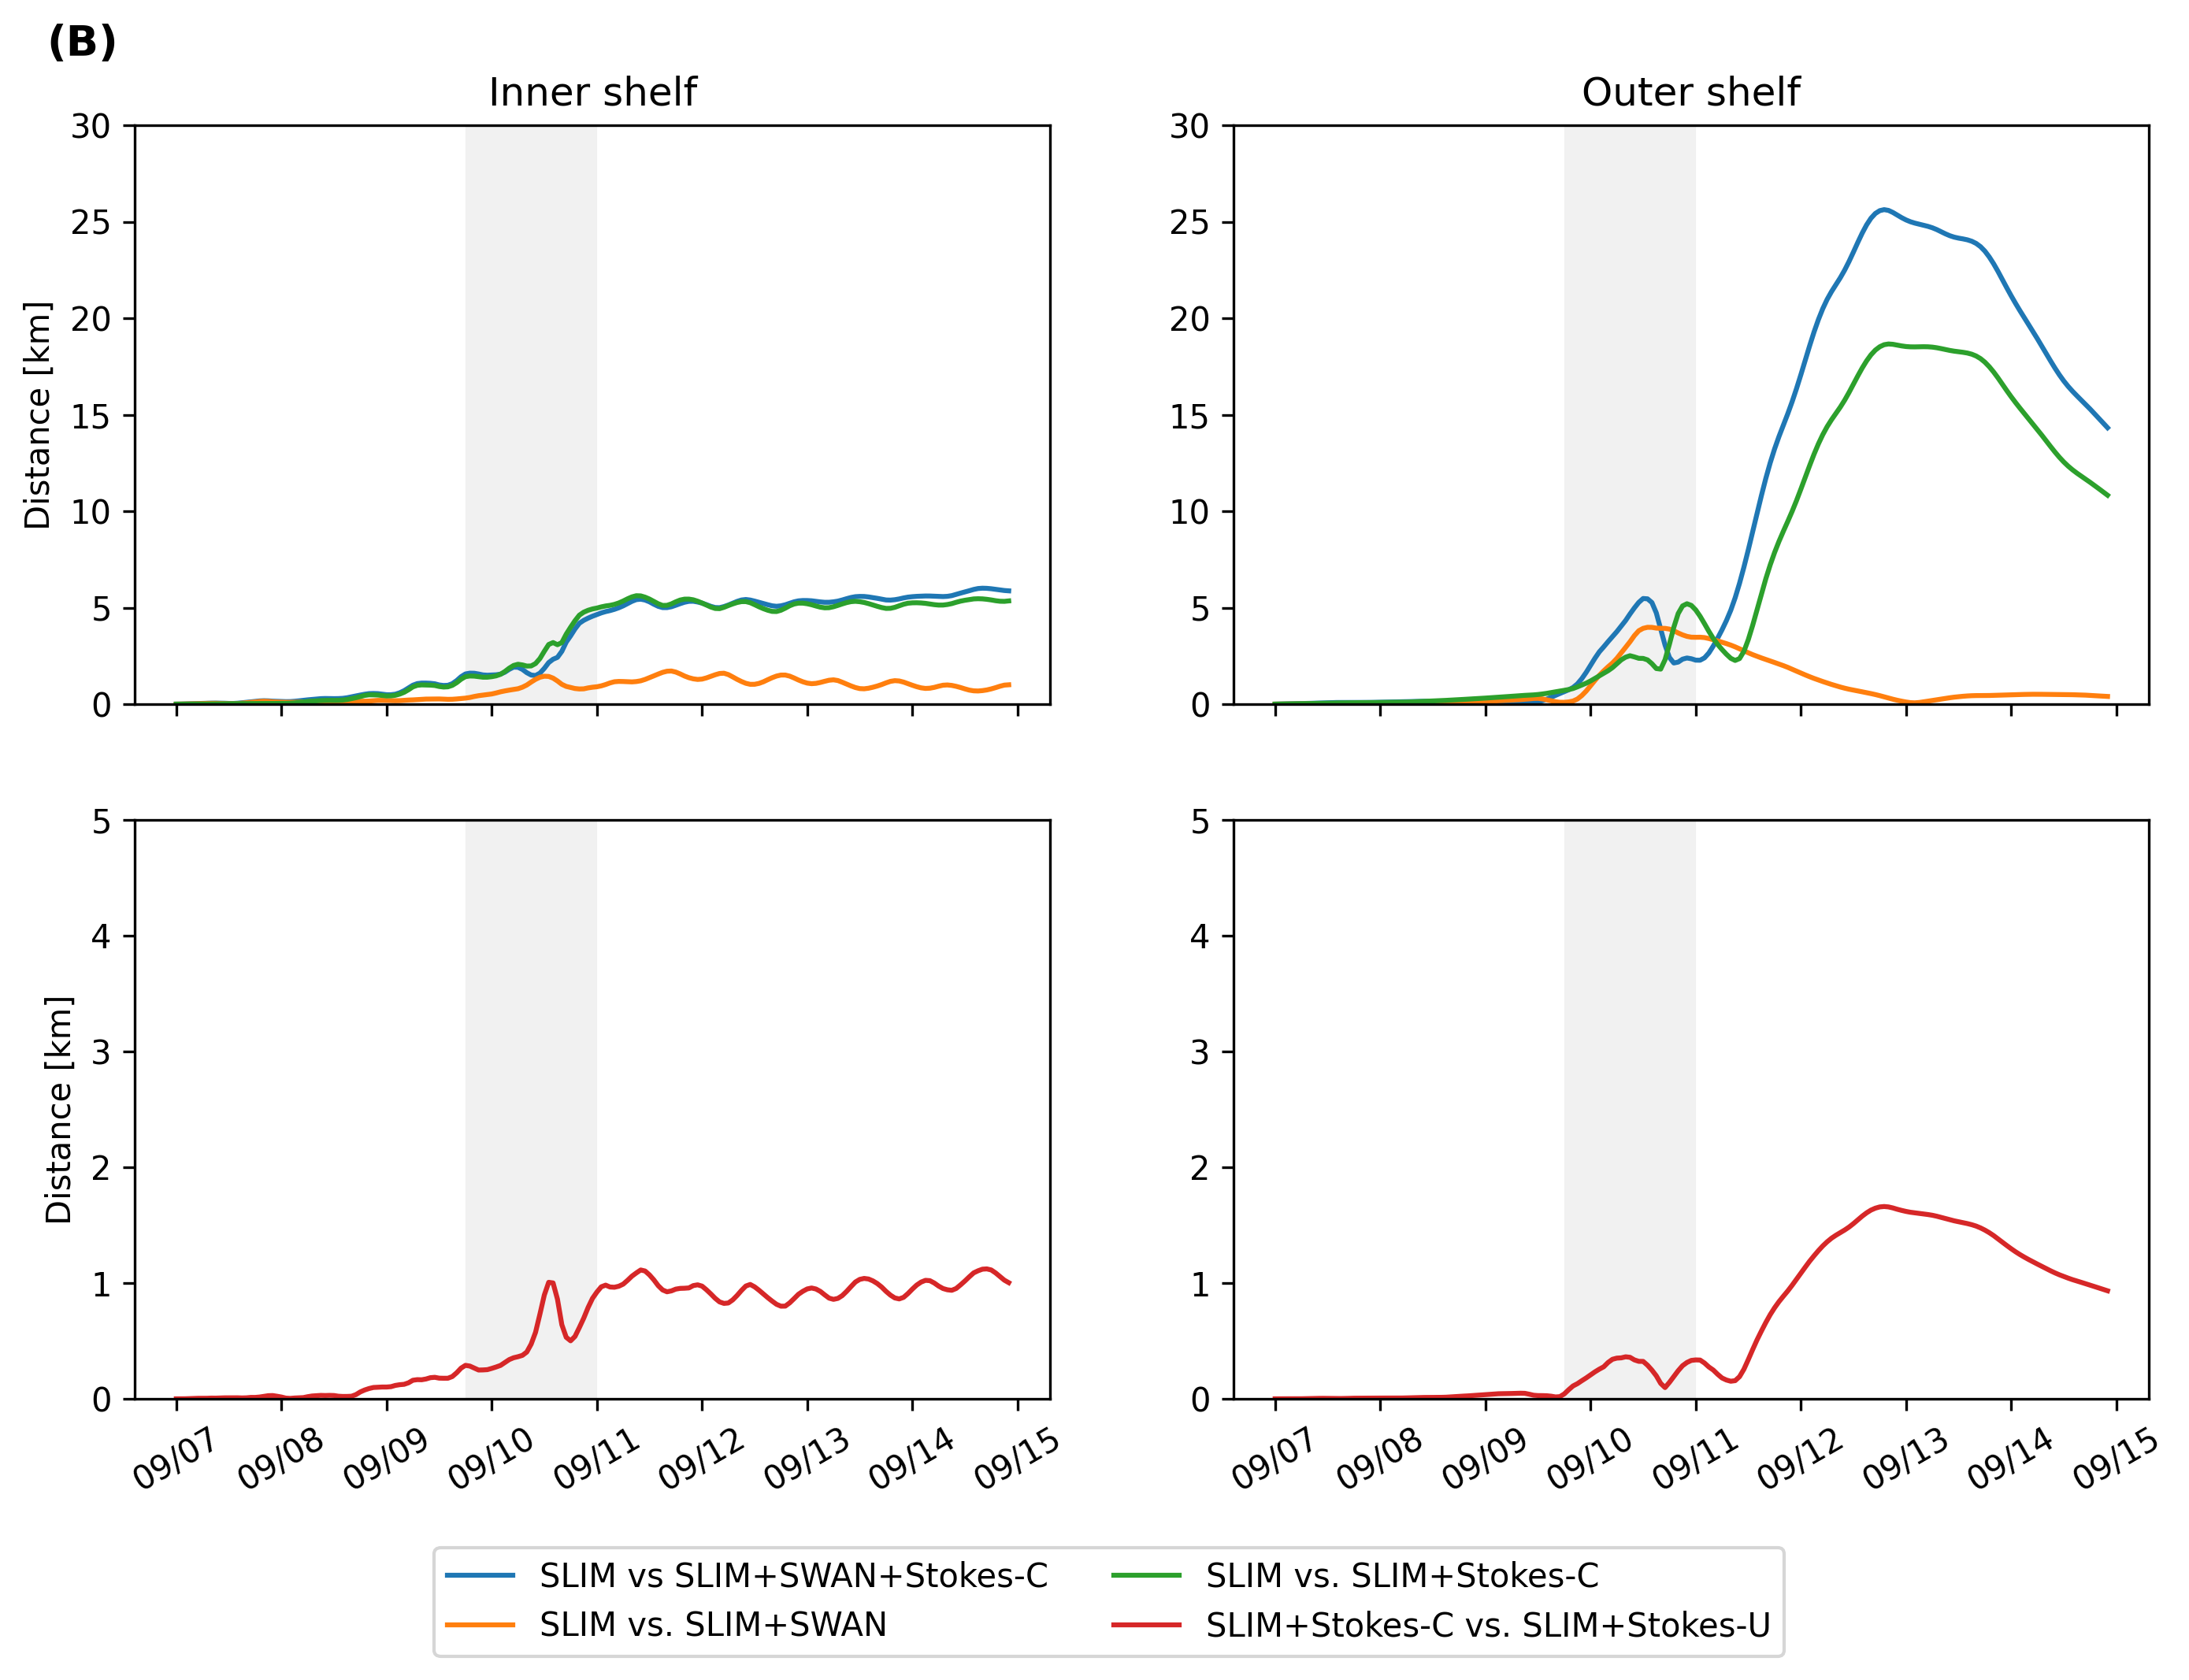 (B)
Inner shelf
Outer shelf
30
25
20
15
10
5
0
Distance [km]
30
25
20
15
10
5
0
5
4
3
2
1
0
Distance [km]
5
4
3
2
1
0
09/07 09/08 09/09 09/10 09/11 09/12 09/13 09/14 09/15
09/07 09/08 09/09 09/10 09/11 09/12 09/13 09/14 09/15
SLIM vs SLIM+SWAN+Stokes-C
SLIM vs. SLIM+SWAN
SLIM vs. SLIM+Stokes-C
SLIM+Stokes-C vs. SLIM+Stokes-U